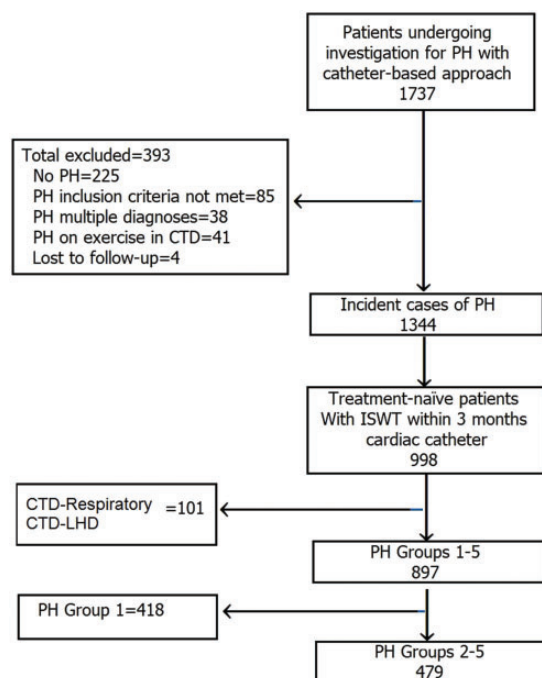 Patients undergoing
investigation for PH with
catheter-based approach
1737
Total excluded=393
No PH=225
PH inclusion criteria not met=85
PH multiple diagnoses=38
PH on exercise in CTD=41
Lost to follow-up=4
Incident cases of PH
1344
Treatment-naïve patients
With ISWT within 3 months
cardiac catheter
998
CTD-Respiratory =101
CTD-LHD
PH Groups 1-5
897
PH Group 1=418
PH Groups 2-5
479